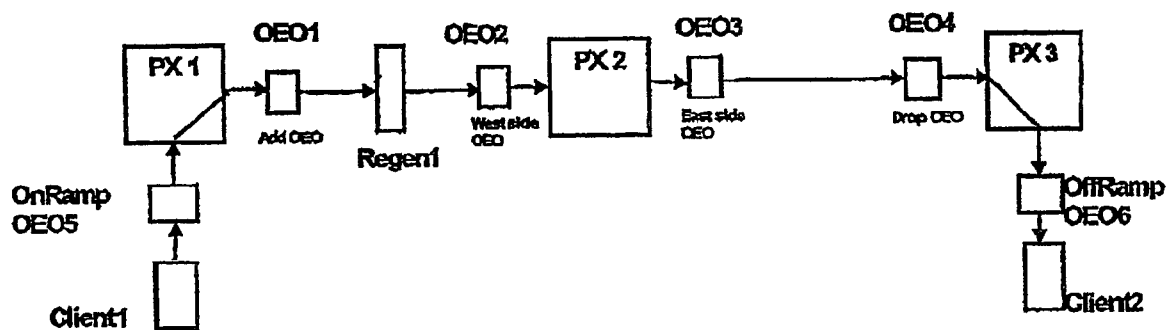 OEO1
OEO2
OEO3
OEO4
PX 1
PX 2
PX 3
Add OEO
West side
OEO
East side
OEO
Drop OEO
Regen1
OnRamp
OEO5
OffRamp
OEO6
Client1
Client2